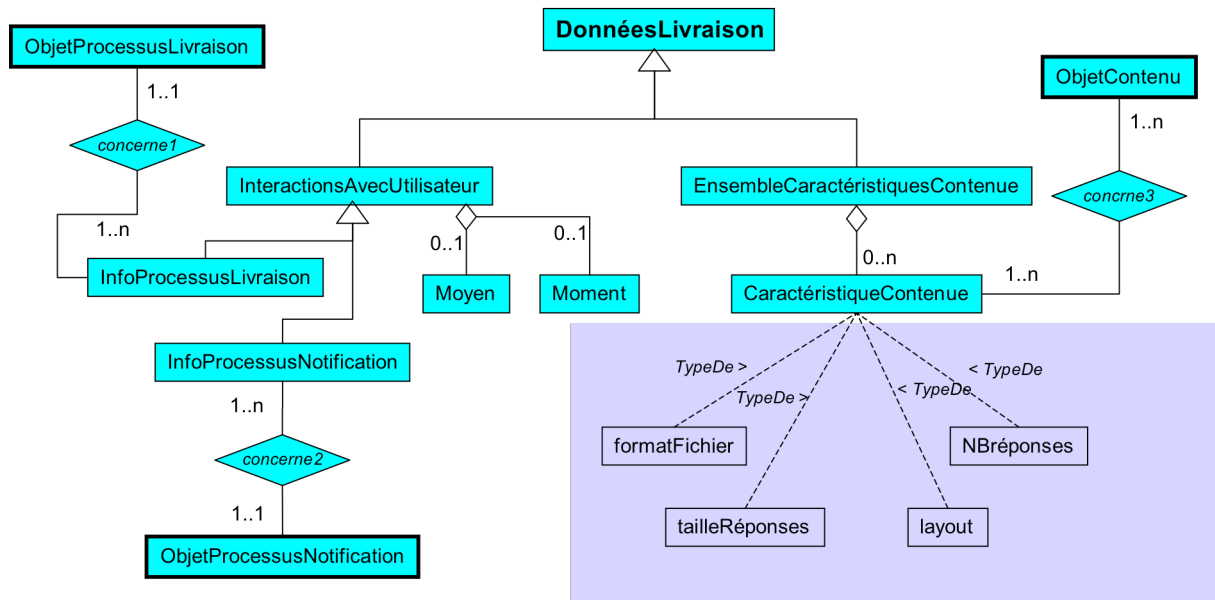 DonnéesLivraison
ObjetProcessusLivraison
ObjetContenu
1..1
1..n
concerne1
InteractionsAvecUtilisateur
EnsembleCaractéristiquesContenue
concrne3
1..n
0..1
0..1
0..n
1..n
InfoProcessusLivraison
Moyen
Moment
CaractéristiqueContenue
InfoProcessusNotification
TypeDe >
< TypeDe
TypeDe >
< TypeDe
1..n
formatFichier
NBréponses
concerne2
1..1
tailleRéponses
layout
ObjetProcessusNotification